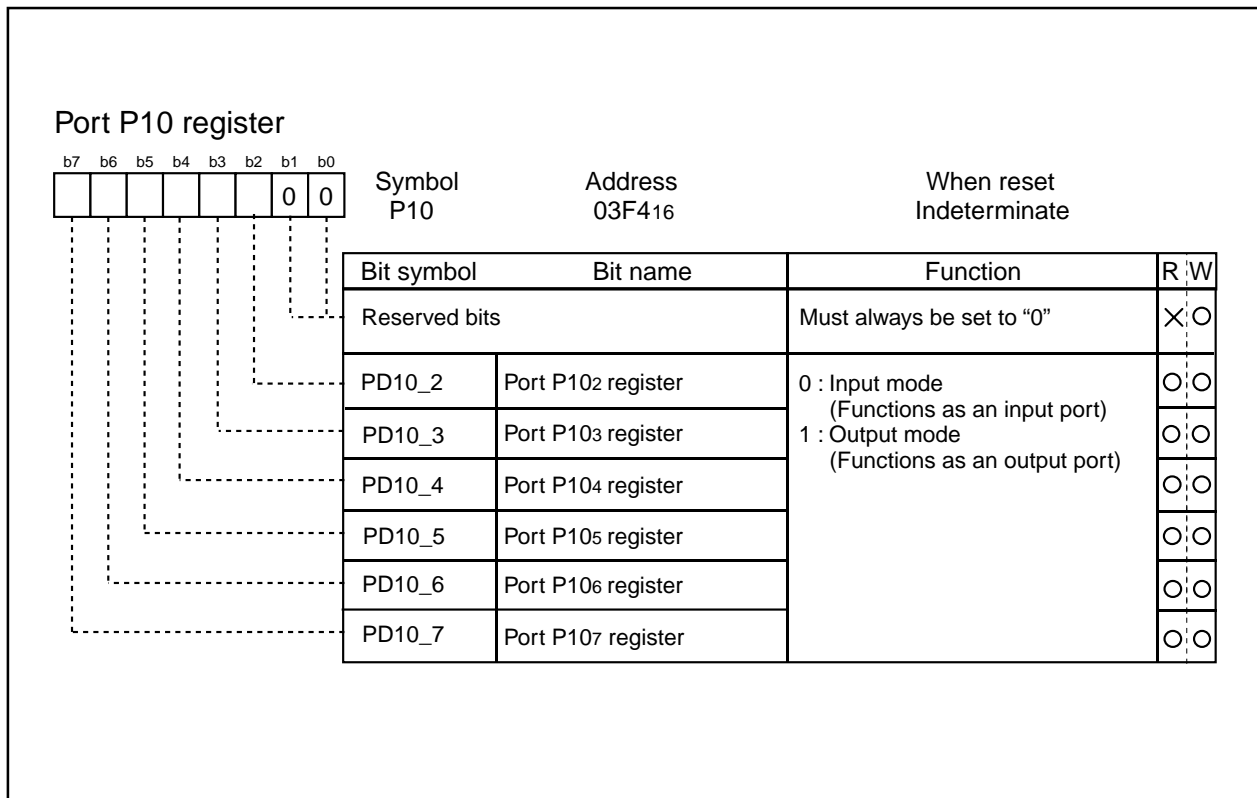 Port P10 register
b7 b6 b5 b4 b3 b2 b1 b0
0 0
Symbol Address When reset
P10 03F416 Indeterminate
Bit symbol Bit name Function R W
Reserved bits Must always be set to “0” X O
PD10_2 Port P102 register 0 : Input mode O O
(Functions as an input port)
PD10_3 Port P103 register 1 : Output mode O O
(Functions as an output port)
PD10_4 Port P104 register O O
PD10_5 Port P105 register O O
PD10_6 Port P106 register O O
PD10_7 Port P107 register O O